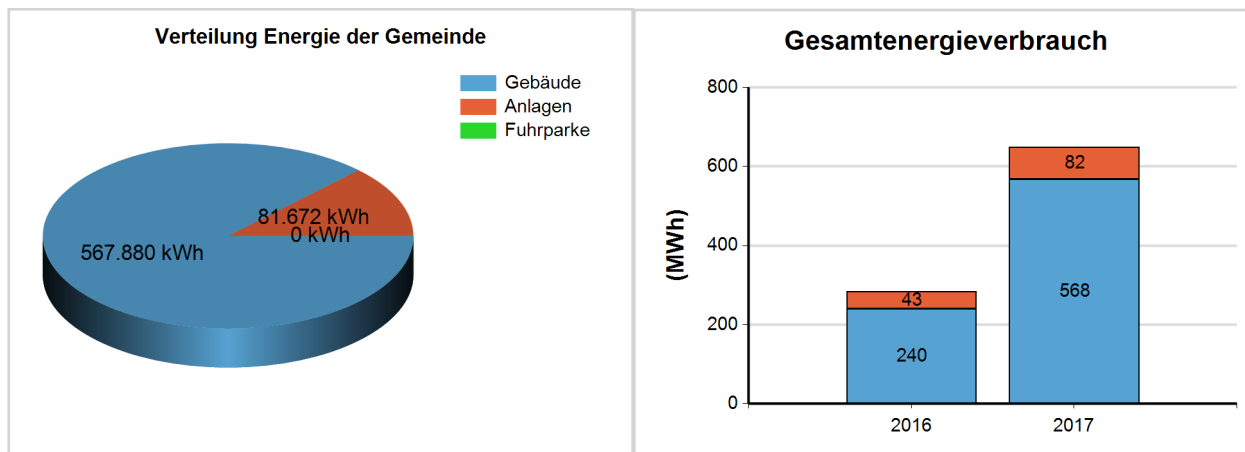 Verteilung Energie der Gemeinde
Gebäude
Anlagen
Fuhrparke
81.672 kWh
0 kWh
567.880 kWh
Gesamtenergieverbrauch
(MWh)
800
600
400
200
0
43
240
82
568
2016
2017